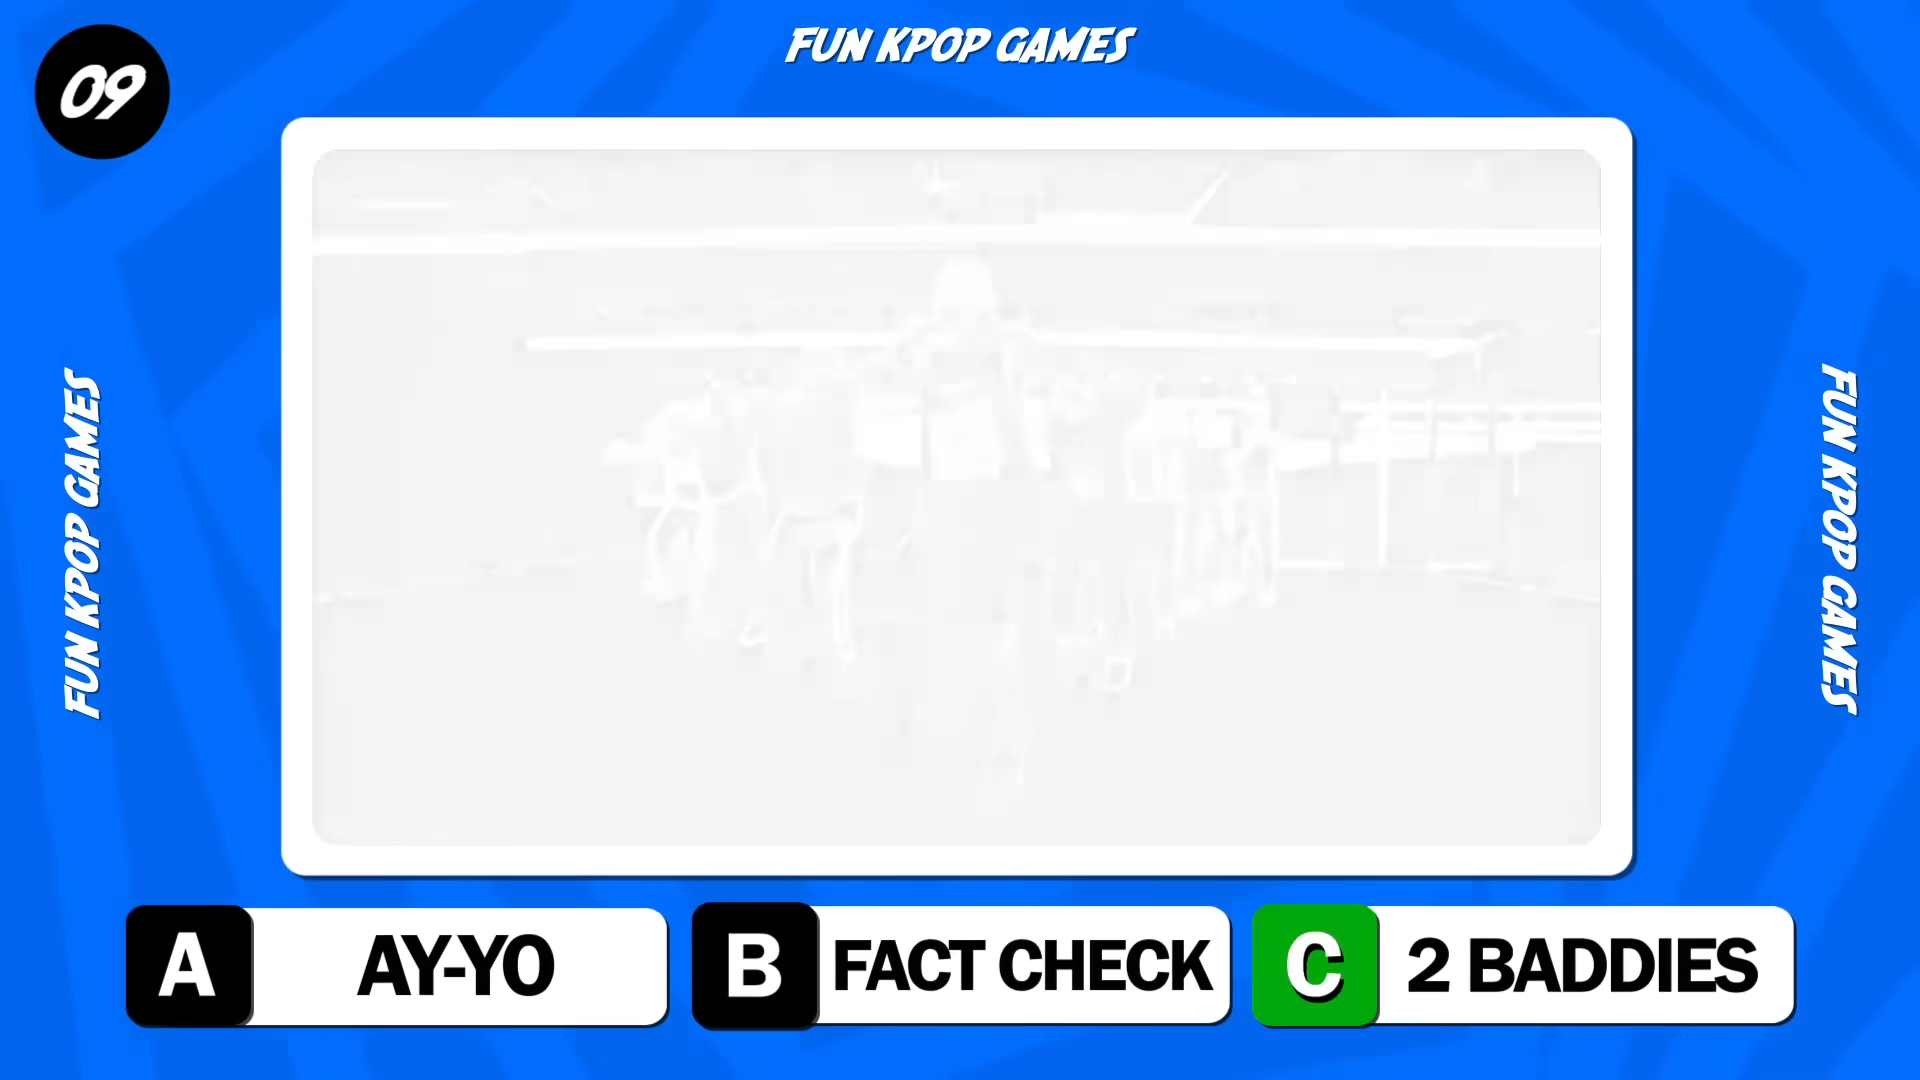 09
FUN KPOP GAMES
FUN KPOP GAMES
FUN KPOP GAMES
A AY-YO
B FACT CHECK
C 2 BADDIES